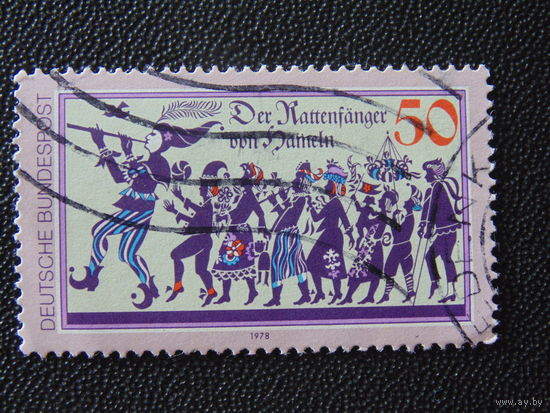 DEUTSCHE BUNDESPOST
Der Rattenfänger
von Hameln
50
1978
www.ay.by